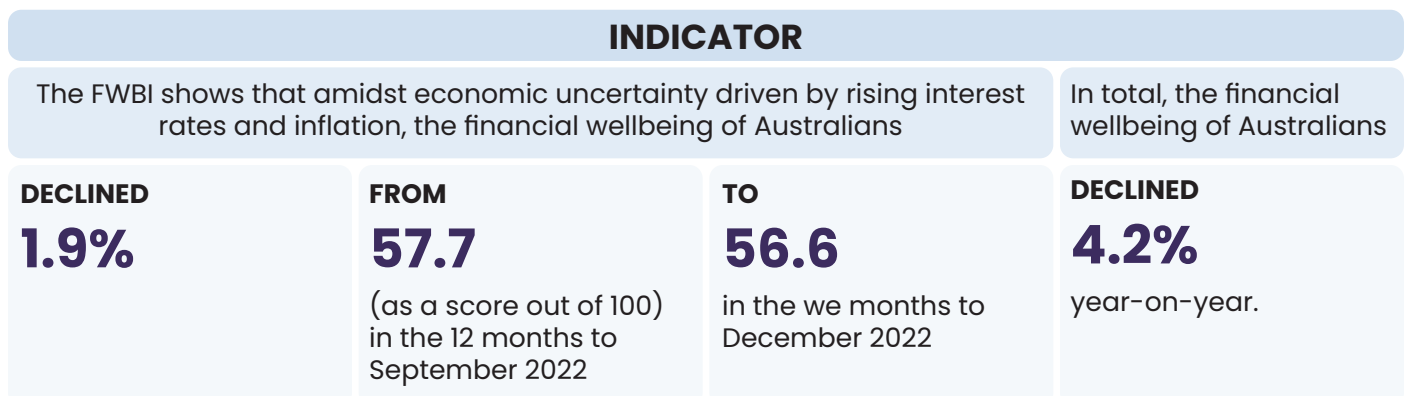 INDICATOR
The FWBI shows that amidst economic uncertainty driven by rising interest
rates and inflation, the financial wellbeing of Australians
In total, the financial
wellbeing of Australians
DECLINED
1.9%
FROM
57.7
(as a score out of 100)
in the 12 months to
September 2022
TO
56.6
in the we months to
December 2022
DECLINED
4.2%
year-on-year.